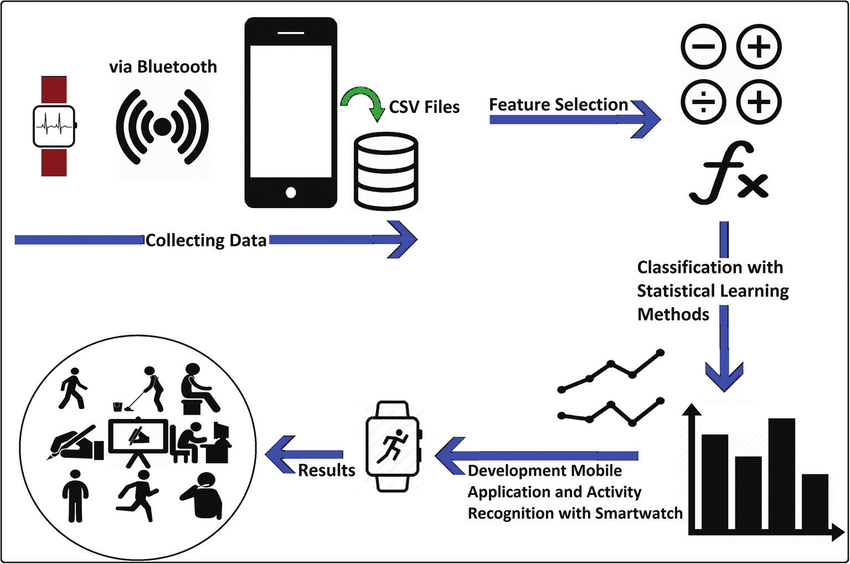 via Bluetooth
CSV Files
Feature Selection
Collecting Data
fx
Classification with
Statistical Learning
Methods
Development Mobile
Application and Activity
Recognition with Smartwatch
Results